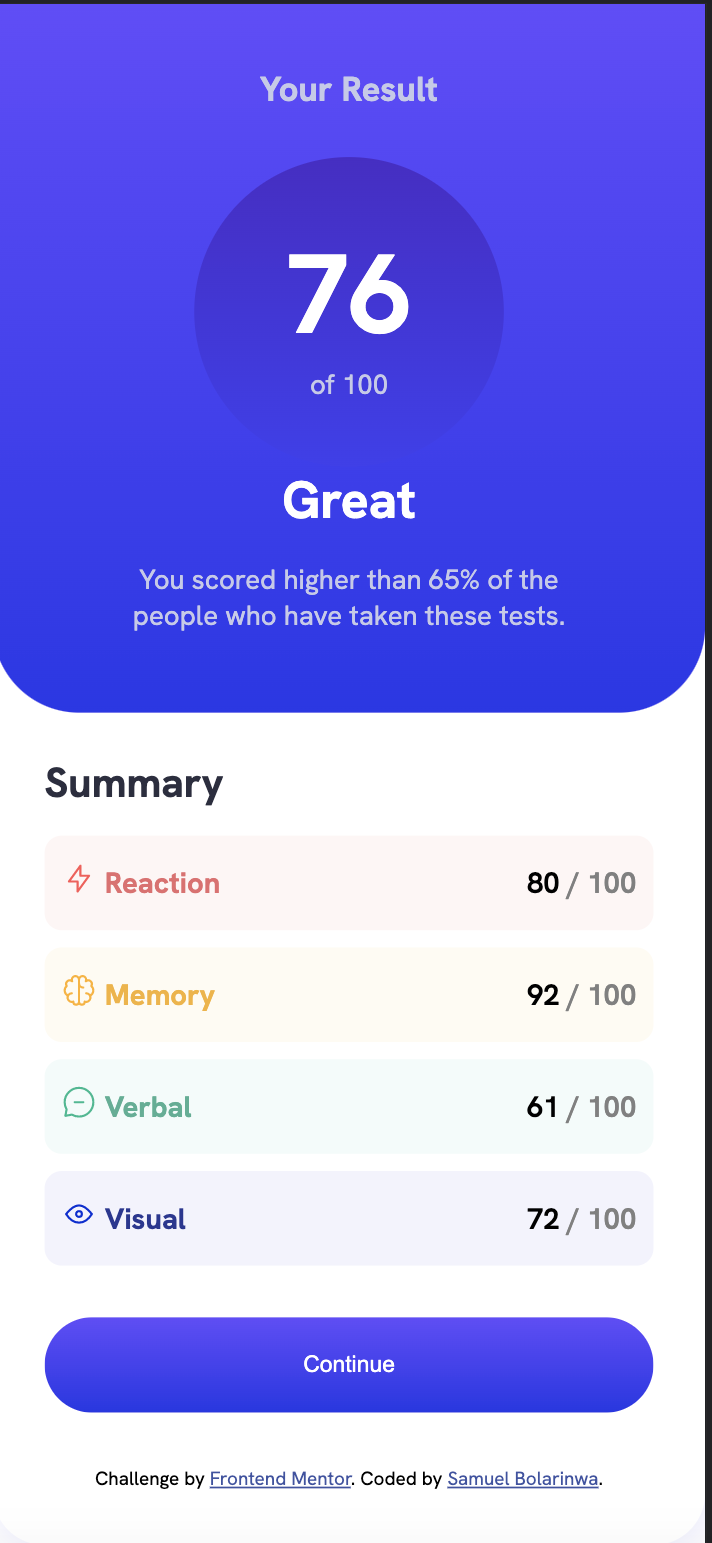 Your Result
76
of 100
Great
You scored higher than 65% of the
people who have taken these tests.
Summary
Reaction 80 / 100
Memory 92 / 100
Verbal 61 / 100
Visual 72 / 100
Continue
Challenge by Frontend Mentor. Coded by Samuel Bolarinwa.